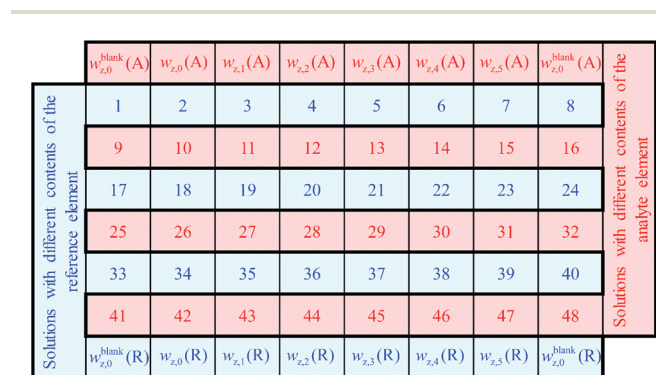 w_{z,0}^{blank}(A) w_{z,0}(A) w_{z,1}(A) w_{z,2}(A) w_{z,3}(A) w_{z,4}(A) w_{z,5}(A) w_{z,0}^{blank}(A)
1 2 3 4 5 6 7 8
9 10 11 12 13 14 15 16
17 18 19 20 21 22 23 24
25 26 27 28 29 30 31 32
33 34 35 36 37 38 39 40
41 42 43 44 45 46 47 48
w_{z,0}^{blank}(R) w_{z,0}(R) w_{z,1}(R) w_{z,2}(R) w_{z,3}(R) w_{z,4}(R) w_{z,5}(R) w_{z,0}^{blank}(R)
Solutions with different contents of the
reference element
Solutions with different contents of the
analyte element